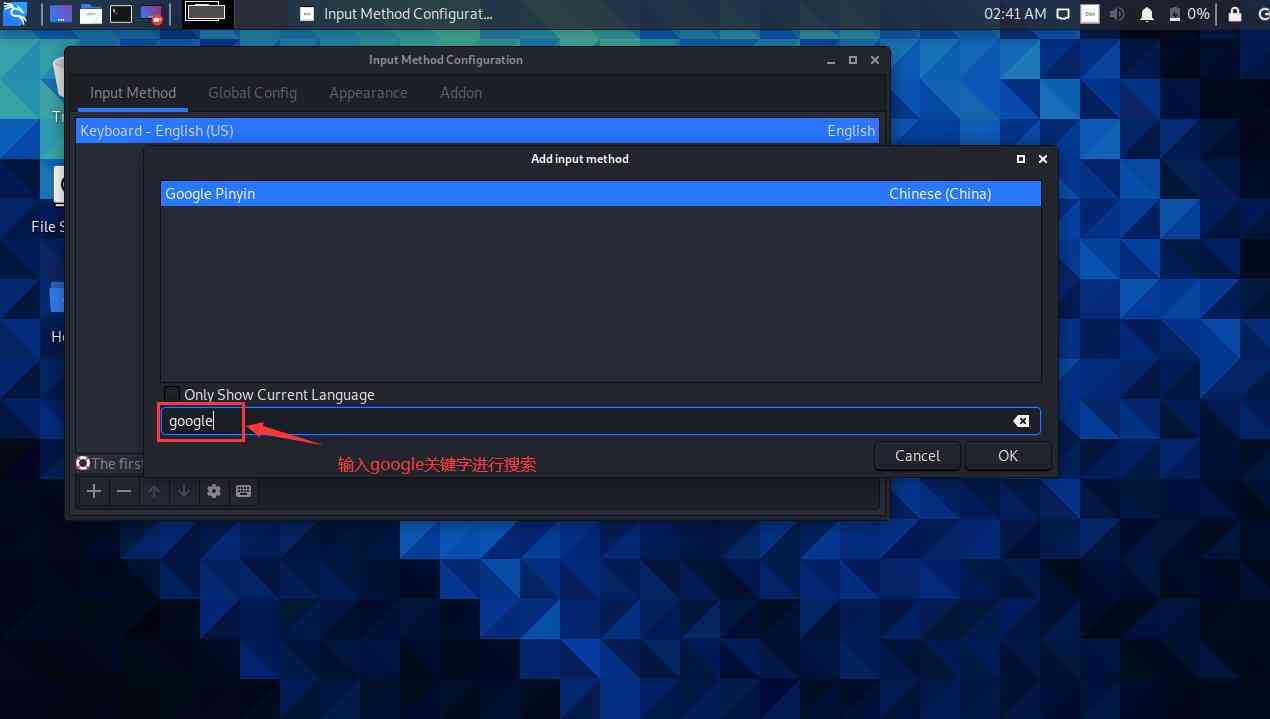 Input Method Configurat...
02:41 AM
0%
Input Method Configuration
Input Method
Global Config
Appearance
Addon
Keyboard - English (US)
English
Add input method
Google Pinyin
Chinese (China)
File S
Only Show Current Language
google
输入google关键字进行搜索
Cancel
OK
The first